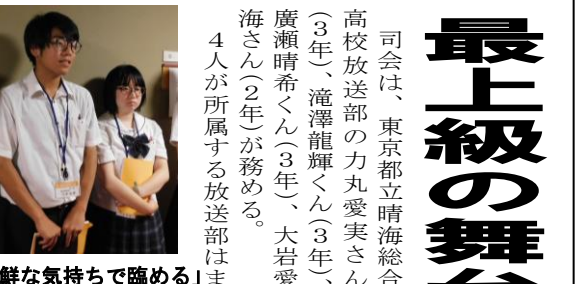 最上級の舞台
司会は、東京都立晴海総合
高校放送部の力丸愛実さん
(3年)、滝澤龍輝くん(3年)、
廣瀬晴希くん(3年)、大岩愛
海さん(2年)が務める。
4人が所属する放送部はま
鮮な気持ちで臨める」